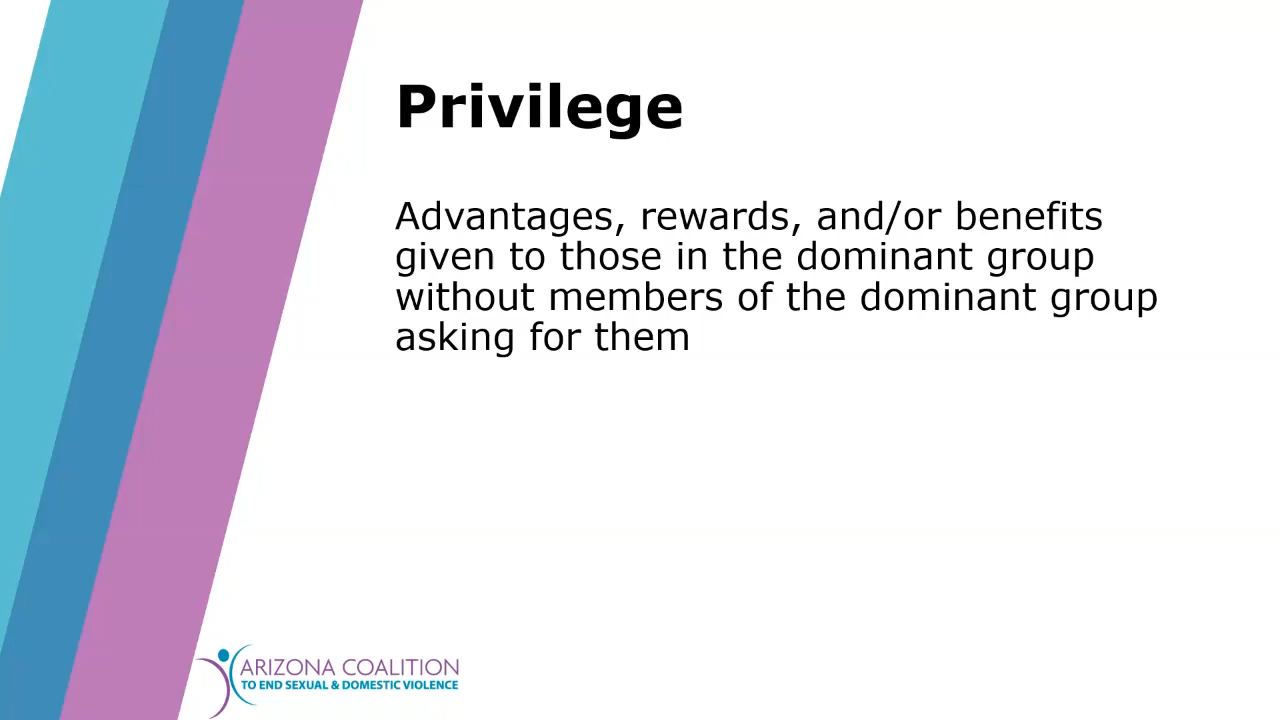 Privilege
Advantages, rewards, and/or benefits
given to those in the dominant group
without members of the dominant group
asking for them
ARIZONA COALITION
TO END SEXUAL & DOMESTIC VIOLENCE